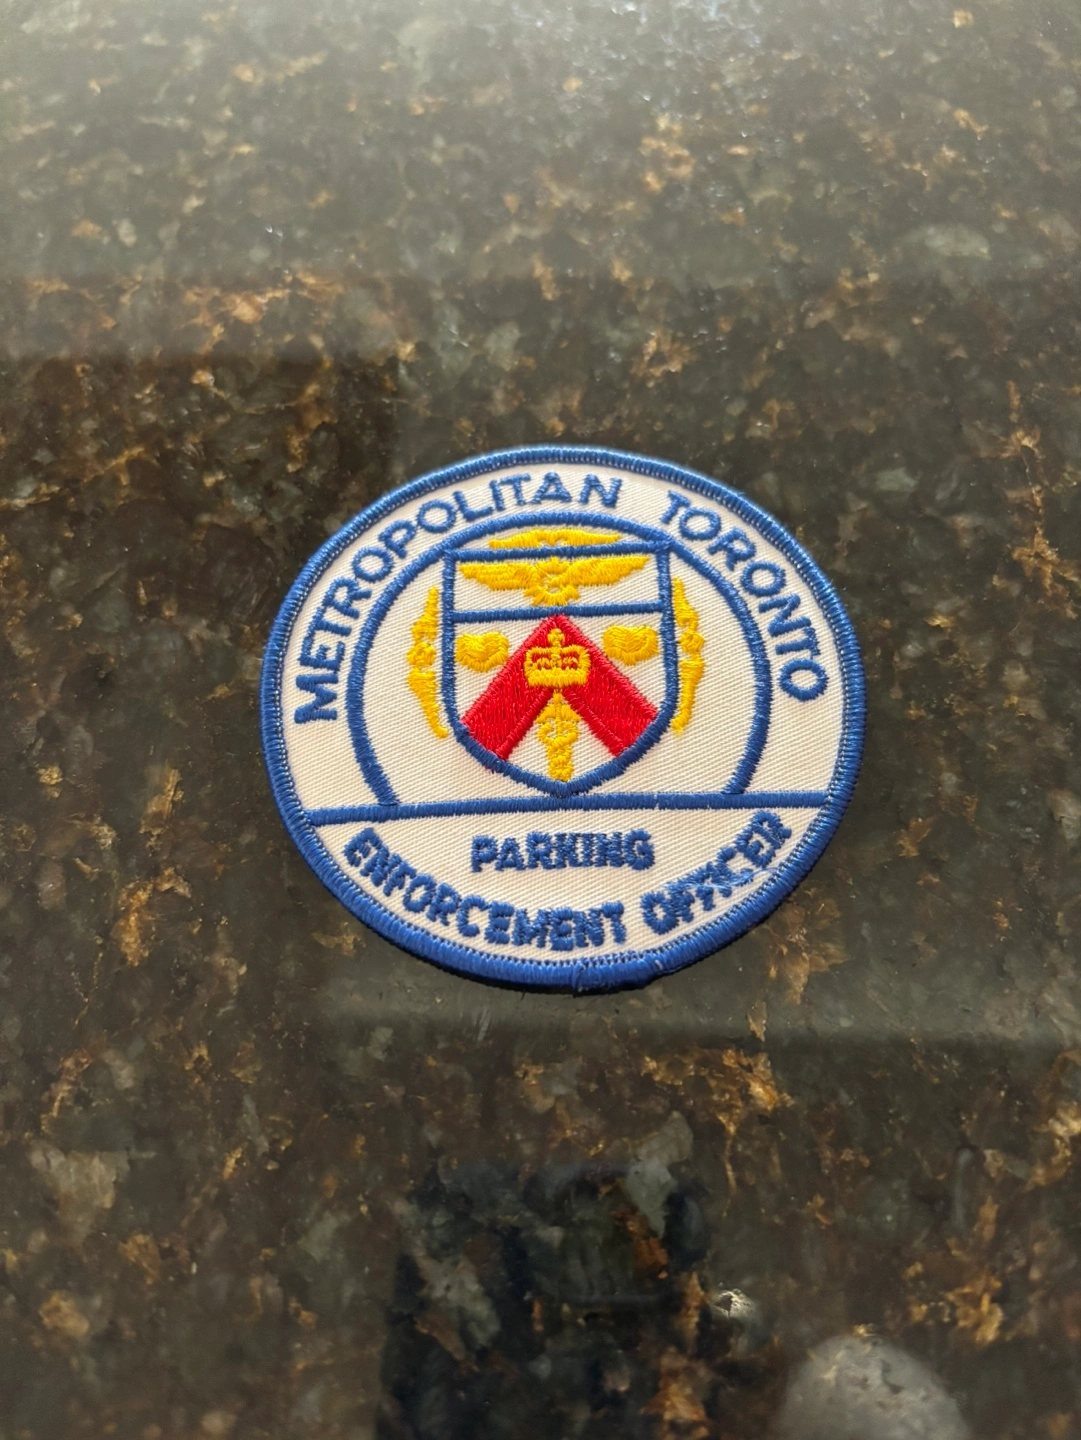 METROPOLITAN TORONTO
PARKING
ENFORCEMENT OFFICER